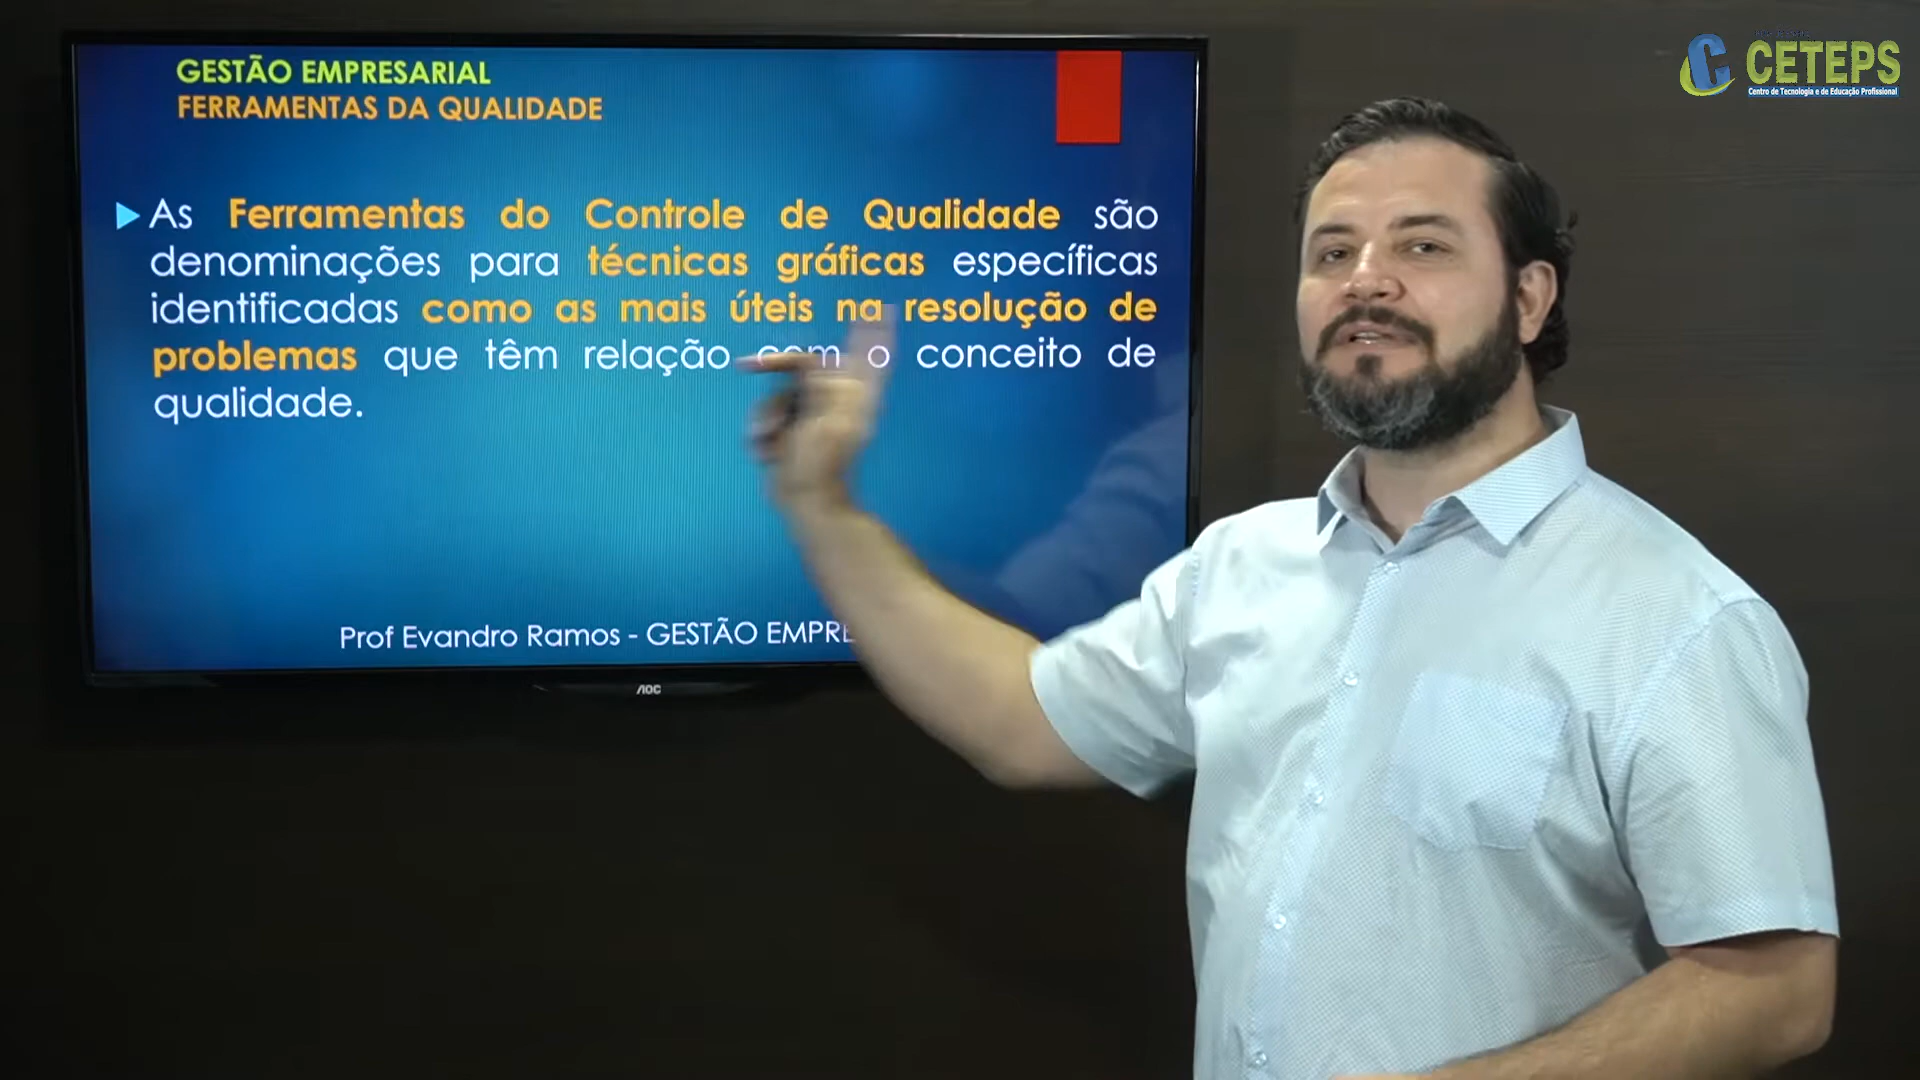 GESTÃO EMPRESARIAL
FERRAMENTAS DA QUALIDADE
As Ferramentas do Controle de Qualidade são
denominações para técnicas gráficas específicas
identificadas como as mais úteis na resolução de
problemas que têm relação com o conceito de
qualidade.
Prof Evandro Ramos - GESTÃO EMPRE
AOC
C CETEPS
Centro de Tecnologia e de Educação Profissional